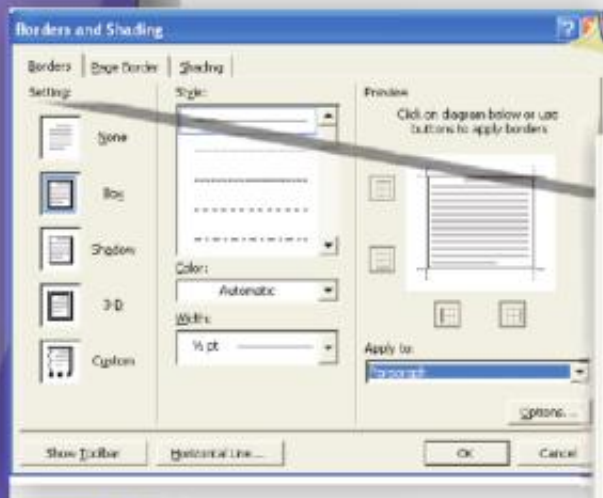 Borders and Shading
Borders Page Border Shading
Setting:
None
Box
Shadow
3-D
Custom
Style:
Color:
Automatic
Width:
½ pt
Preview
Click on diagram below or use
buttons to apply borders
Apply to:
Paragraph
Options...
Show Toolbar
Horizontal Line...
OK
Cancel